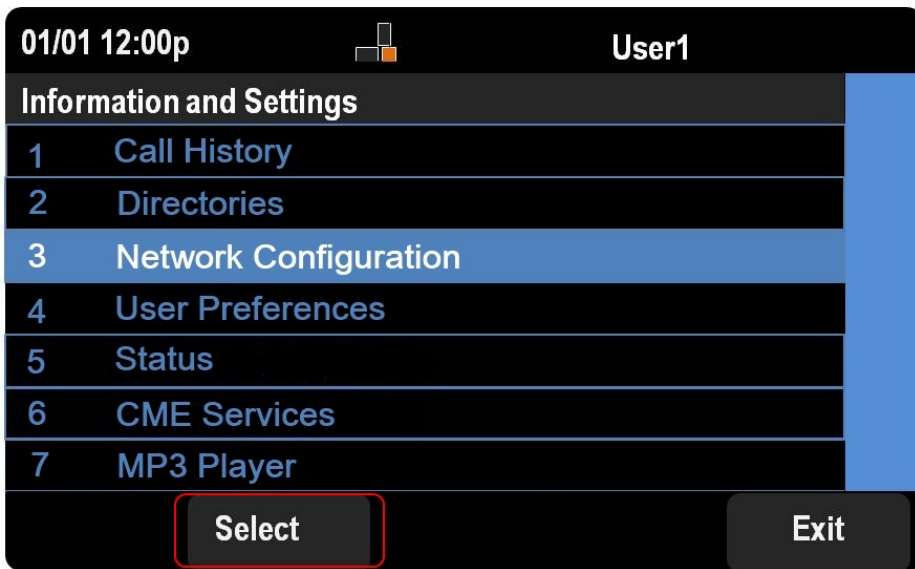 01/01 12:00p User1
Information and Settings
1 Call History
2 Directories
3 Network Configuration
4 User Preferences
5 Status
6 CME Services
7 MP3 Player
Select Exit